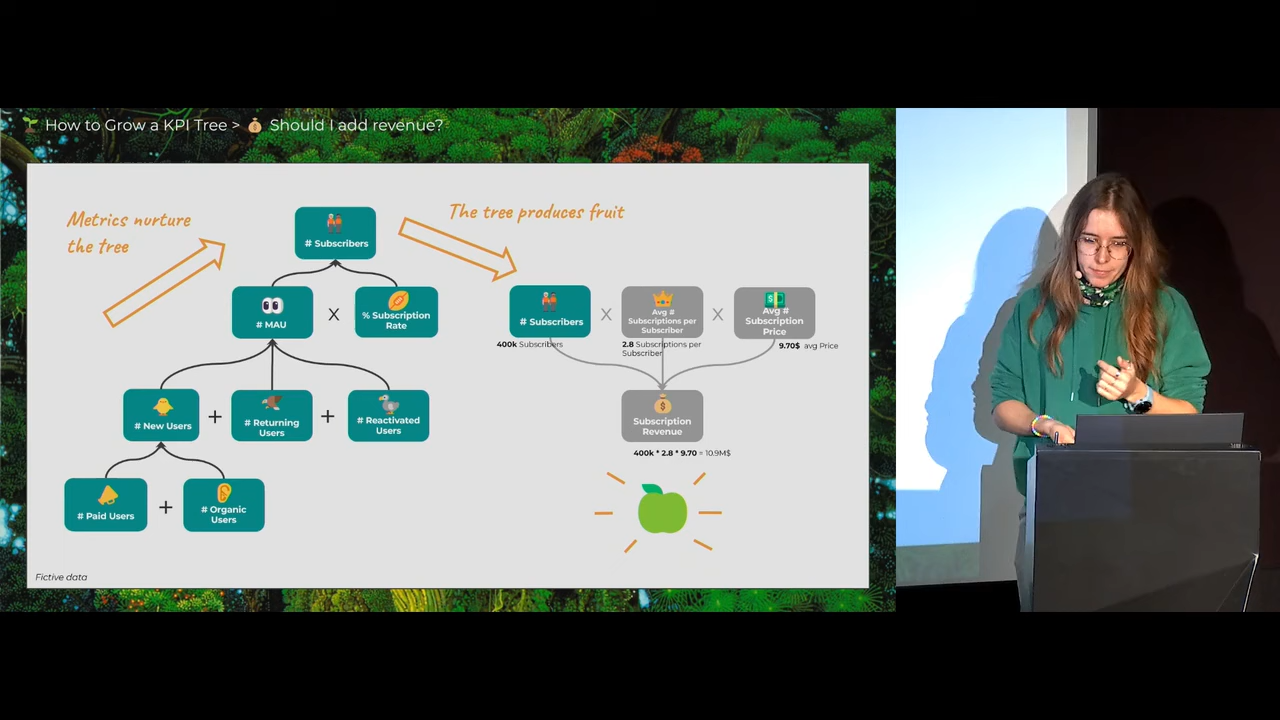 How to Grow a KPI Tree > Should I add revenue?
Metrics nurture
the tree
The tree produces fruit
# Subscribers
# MAU
X
% Subscription
Rate
# New Users
+
# Returning
Users
+
# Reactivated
Users
# Paid Users
+
# Organic
Users
# Subscribers
X
Avg #
Subscriptions per
Subscriber
X
Avg #
Subscription
Price
400k Subscribers
2.8 Subscriptions per
Subscriber
9.70$ avg Price
Subscription
Revenue
400k * 2.8 * 9.70 = 10.9M$
Fictive data